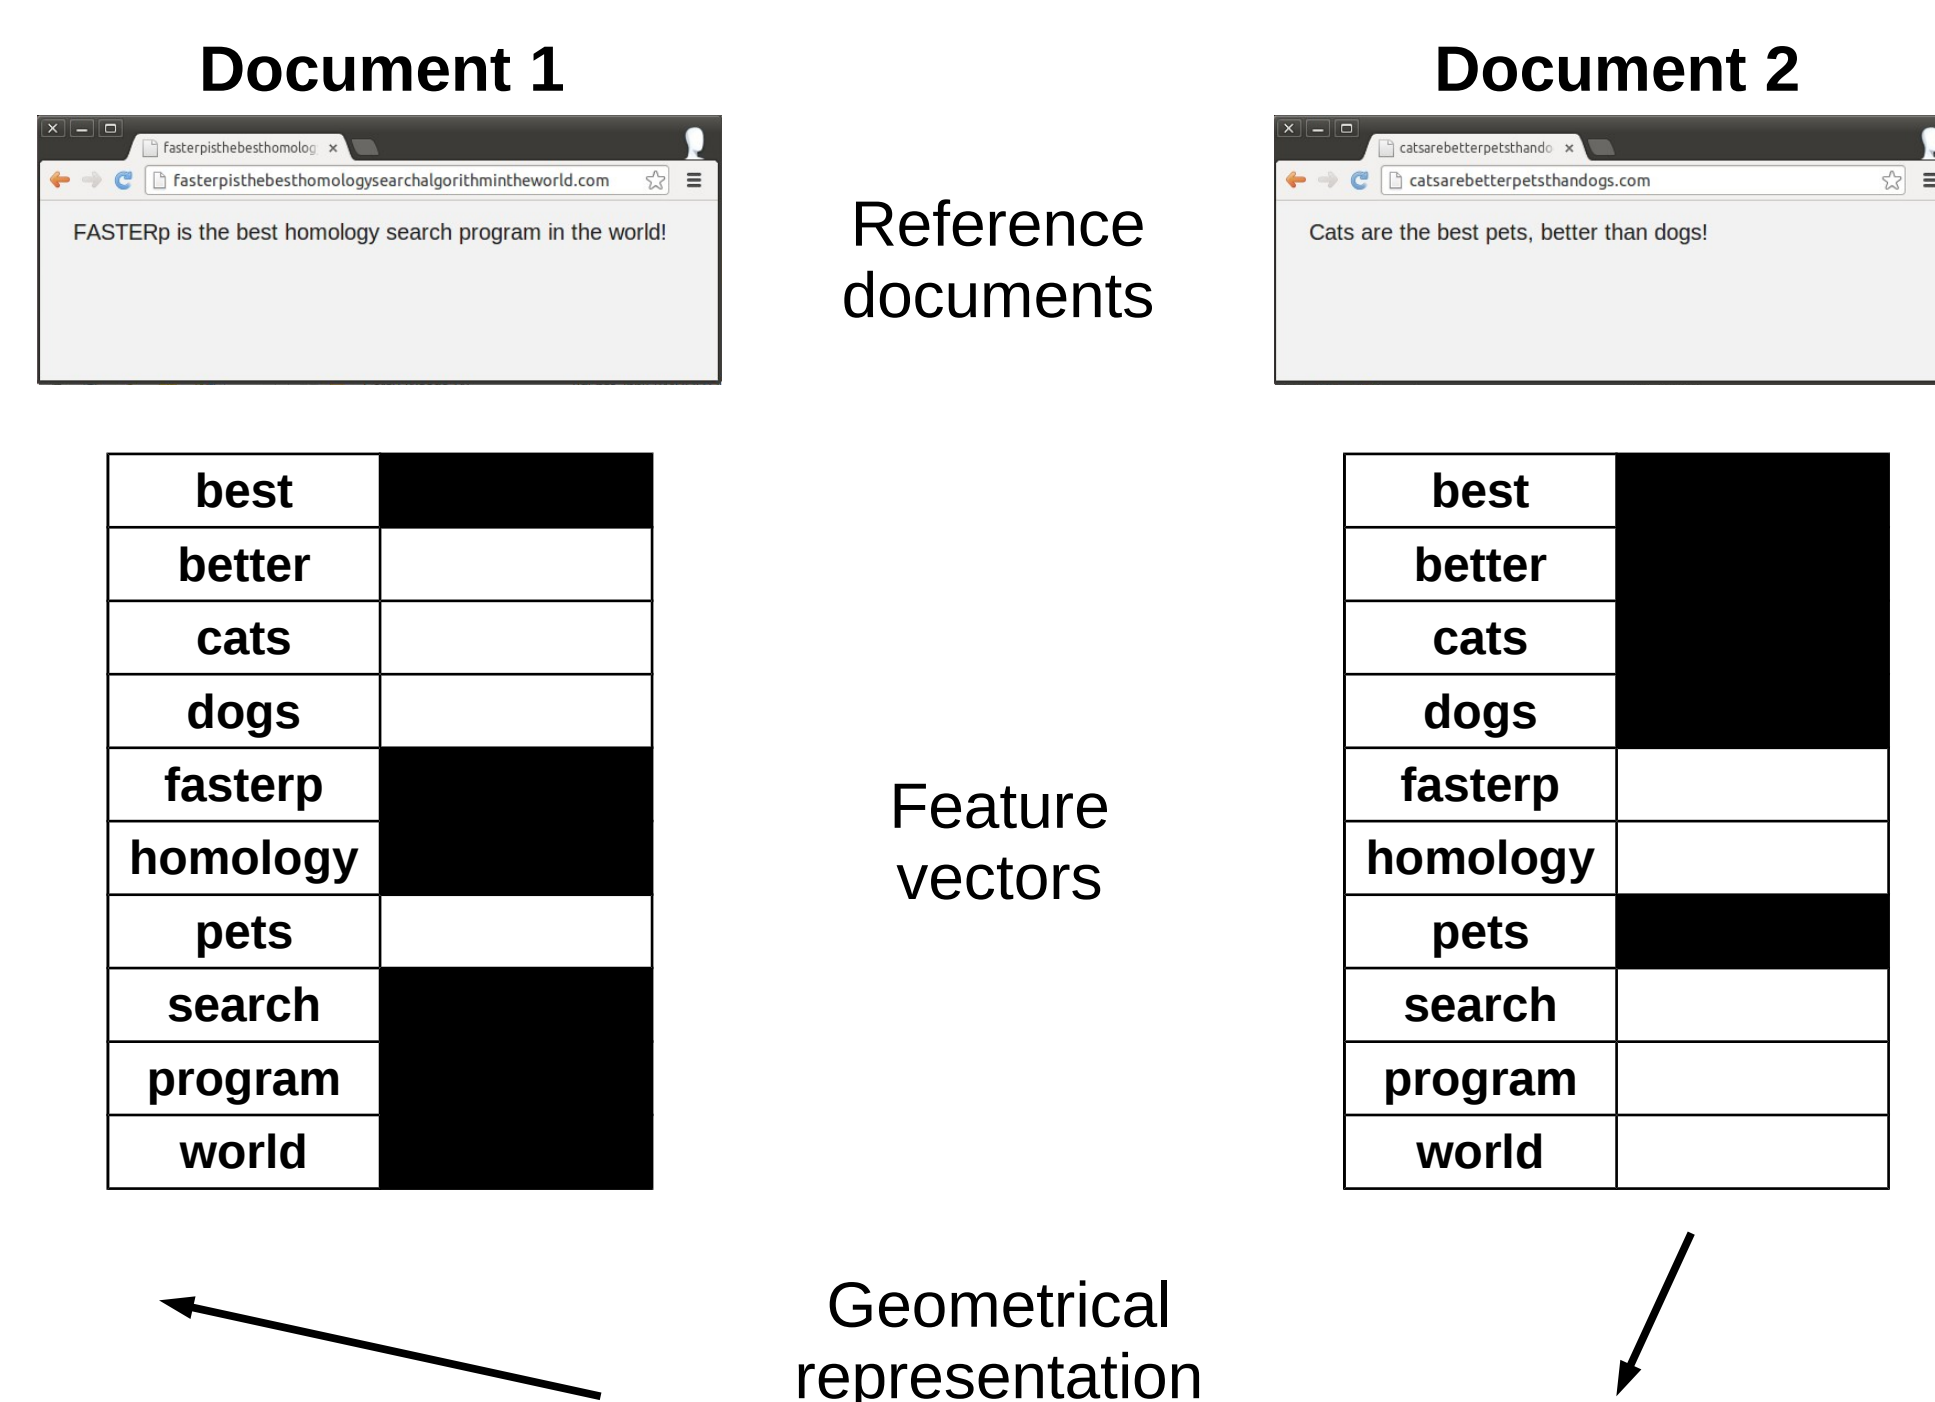 Document 1
Document 2
fasterpisthebesthomolog
fasterpisthebesthomologysearchalgorithmintheworld.com
FASTERp is the best homology search program in the world!
Reference
documents
catsarebetterpetsthando
catsarebetterpetsthandogs.com
Cats are the best pets, better than dogs!
best
better
cats
dogs
fasterp
homology
pets
search
program
world
Feature
vectors
best
better
cats
dogs
fasterp
homology
pets
search
program
world
Geometrical
representation